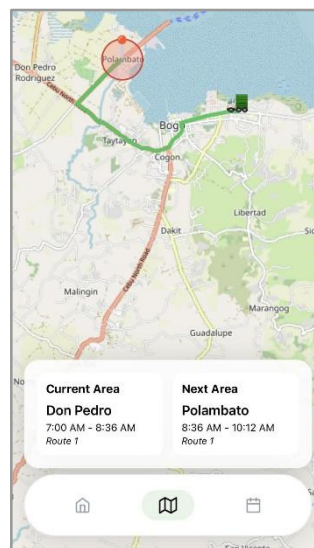 Polambato
Don Pedro
Rodriguez
Cebu North
Bogo
Taytayan
Cogon
Libertad
Dakit
Cebu North Road
Malingin
Marangog
Guadalupe
Current Area
Don Pedro
7:00 AM - 8:36 AM
Route 1
Next Area
Polambato
8:36 AM - 10:12 AM
Route 1